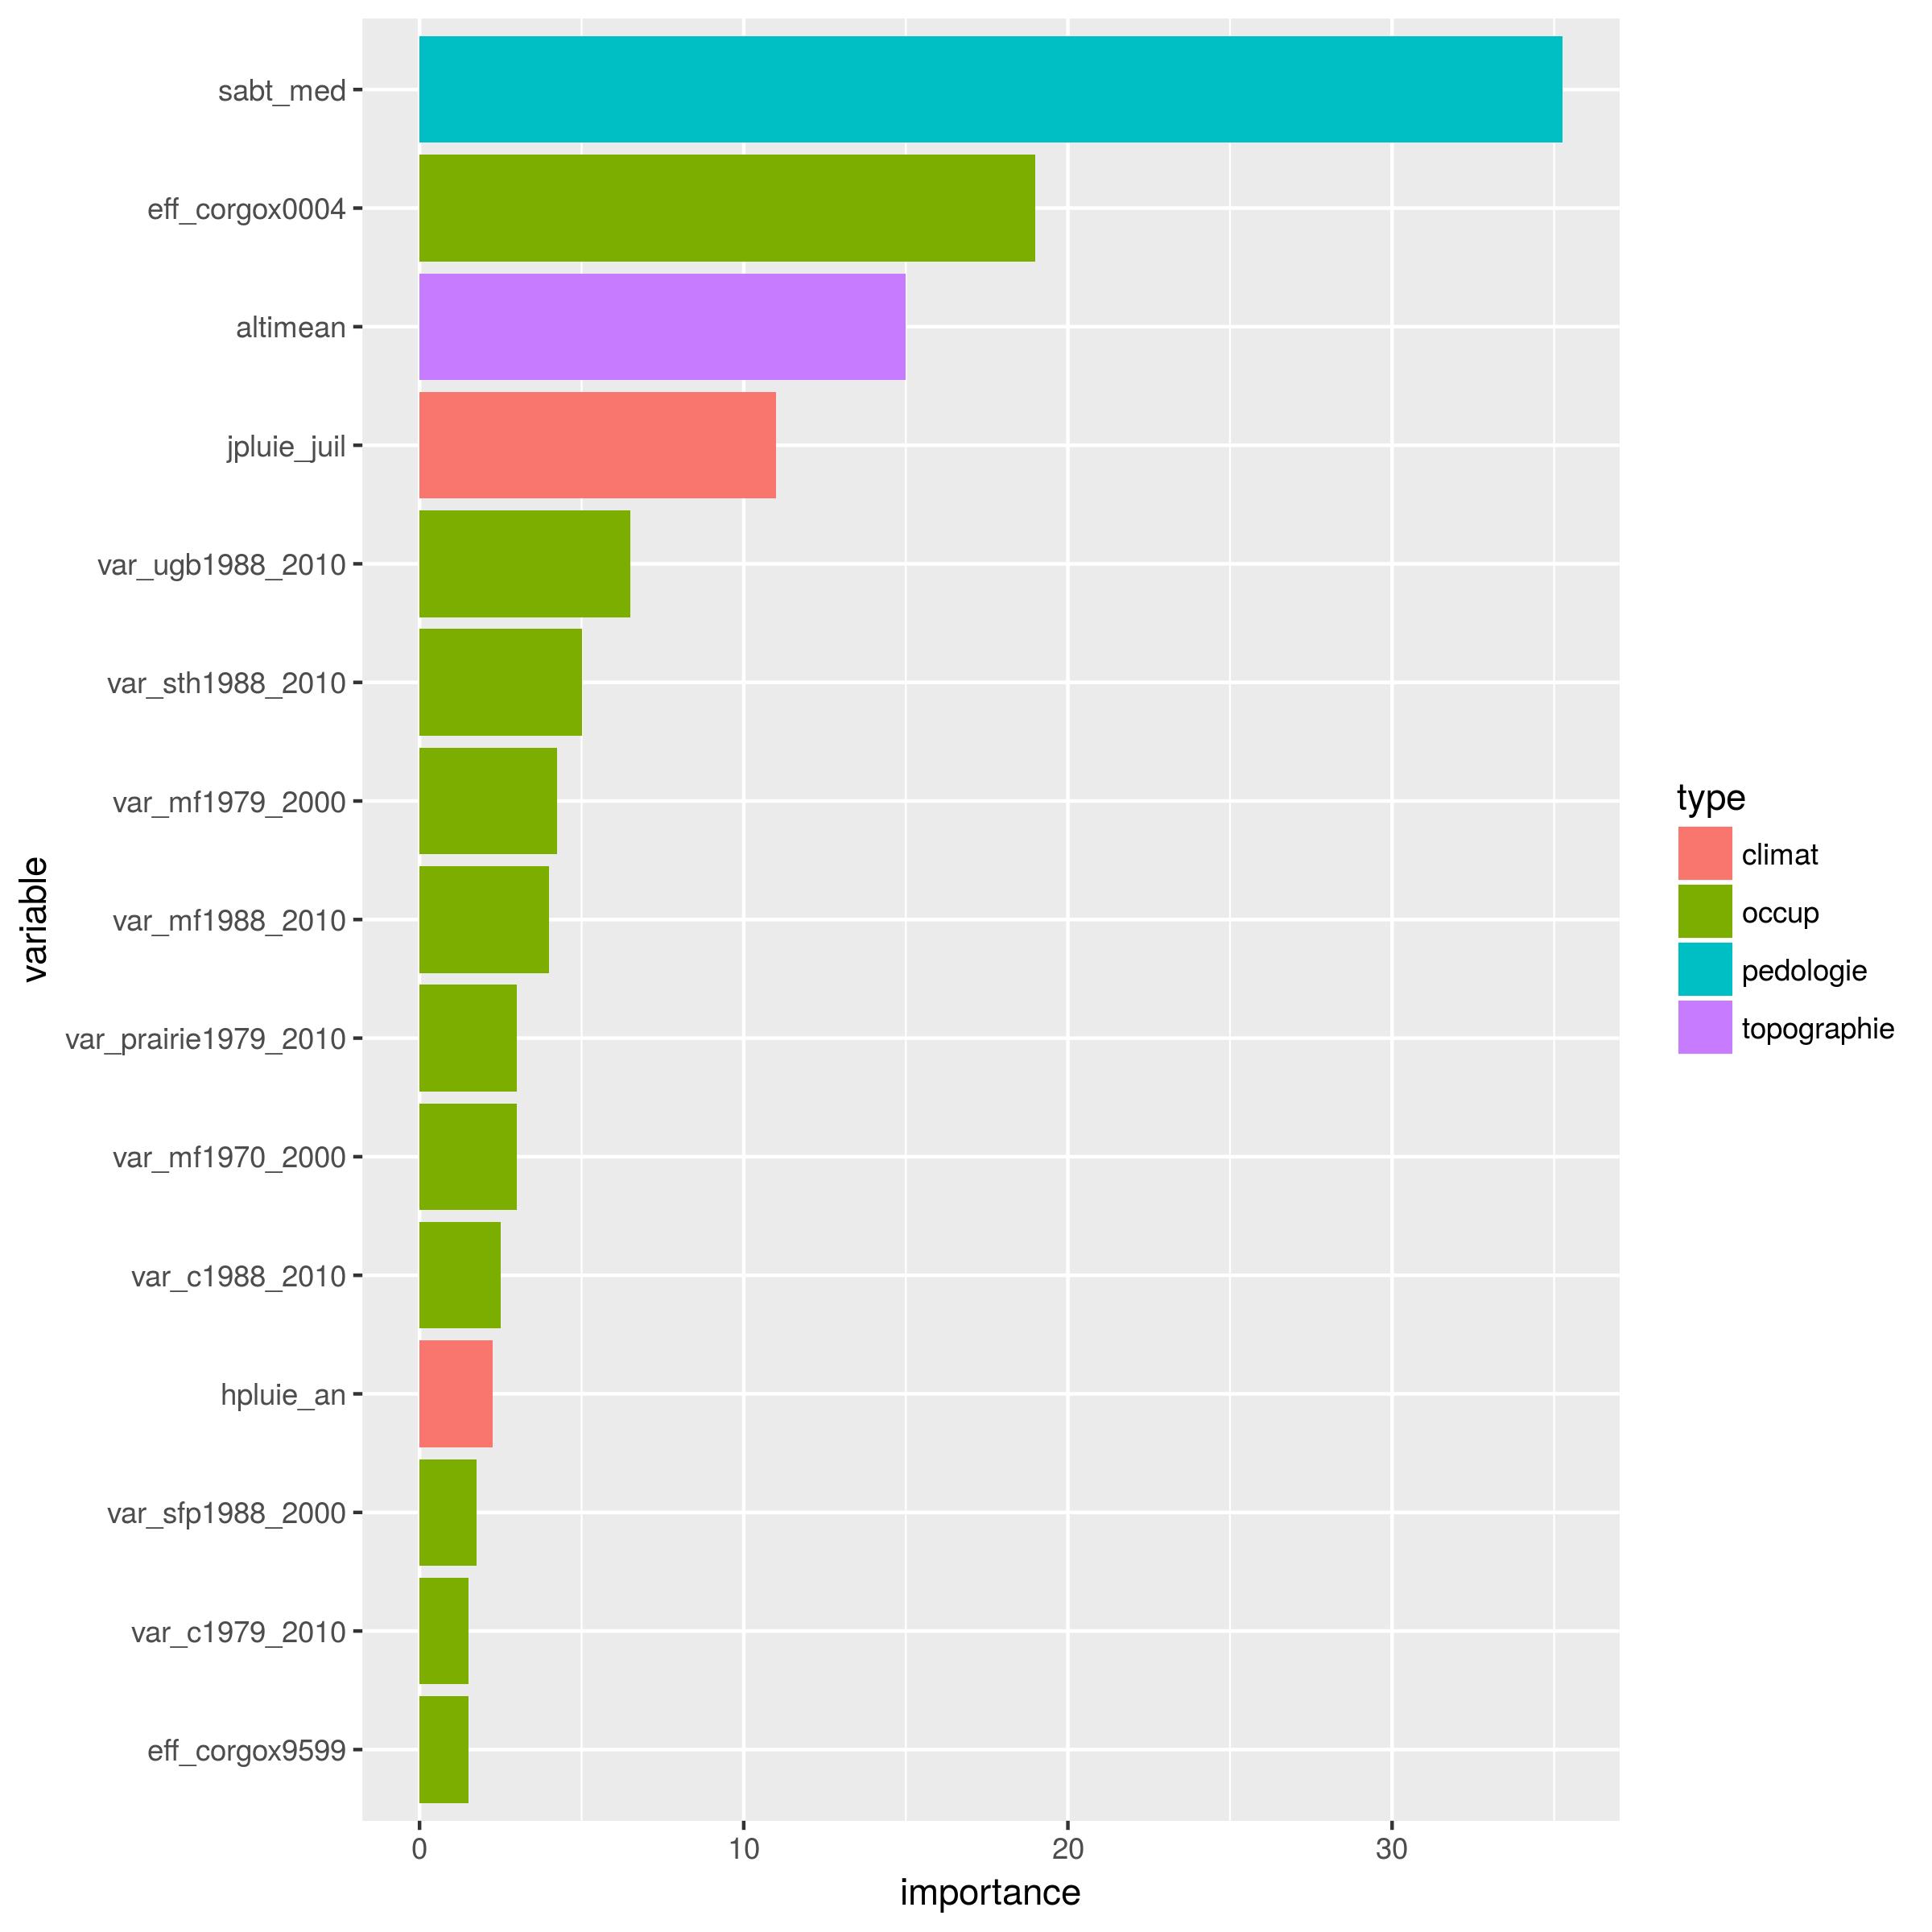 sabt_med
eff_corgox0004
altimean
jpluie_juil
var_ugb1988_2010
var_sth1988_2010
var_mf1979_2000
var_mf1988_2010
var_prairie1979_2010
var_mf1970_2000
var_c1988_2010
hpluie_an
var_sfp1988_2000
var_c1979_2010
eff_corgox9599
variable
0 10 20 30
importance
type
climat
occup
pedologie
topographie